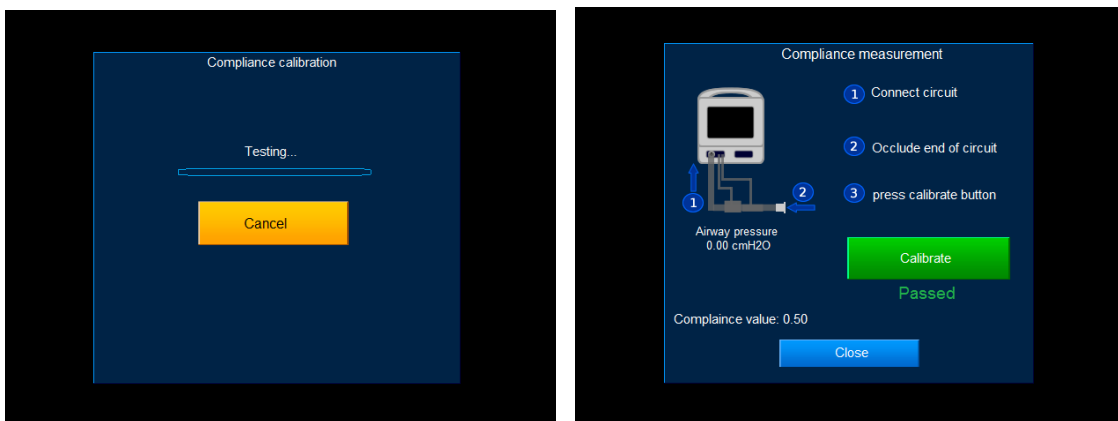 Compliance calibration
Testing...
Cancel
Compliance measurement
1 Connect circuit
2 Occlude end of circuit
3 press calibrate button
1
2
Airway pressure
0.00 cmH2O
Calibrate
Passed
Complaince value: 0.50
Close